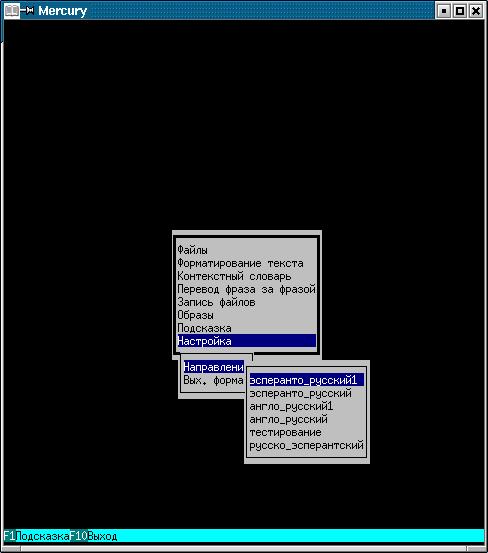 Mercury
Файлы
Форматирование текста
Контекстный словарь
Перевод фраза за фразой
Запись файлов
Образы
Подсказка
Настройка
Направлени
Вых. форма
эсперанто_русский1
эсперанто_русский
англо_русский1
англо_русский
тестирование
русско_эсперантский
F1Подсказка F10Выход